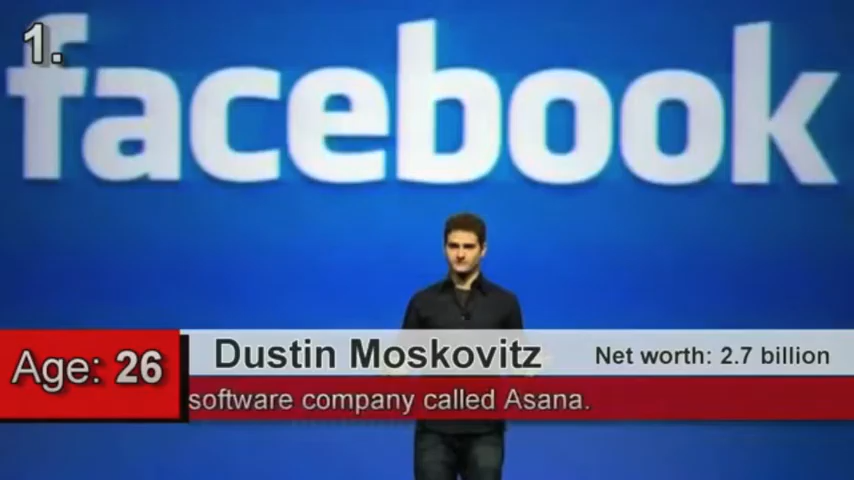 1.
facebook
Age: 26
Dustin Moskovitz
Net worth: 2.7 billion
software company called Asana.